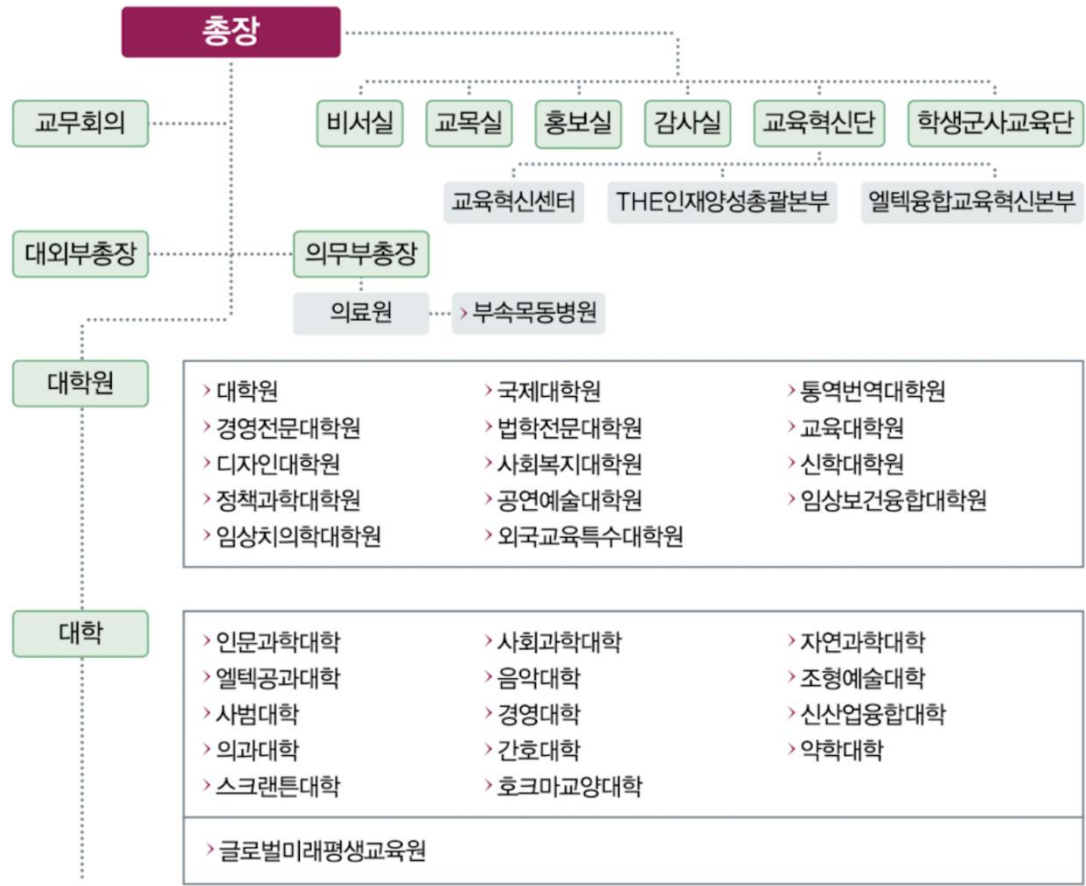 총장
교무회의
비서실 교목실 홍보실 감사실 교육혁신단 학생군사교육단
교육혁신센터 THE인재양성총괄본부 엘텍융합교육혁신본부
대외부총장 의무부총장
의료원 > 부속목동병원
대학원
> 대학원 > 국제대학원 > 통역번역대학원
> 경영전문대학원 > 법학전문대학원 > 교육대학원
> 디자인대학원 > 사회복지대학원 > 신학대학원
> 정책과학대학원 > 공연예술대학원 > 임상보건융합대학원
> 임상치의학대학원 > 외국교육특수대학원
대학
> 인문과학대학 > 사회과학대학 > 자연과학대학
> 엘텍공과대학 > 음악대학 > 조형예술대학
> 사범대학 > 경영대학 > 신산업융합대학
> 의과대학 > 간호대학 > 약학대학
> 스크랜튼대학 > 호크마교양대학
> 글로벌미래평생교육원